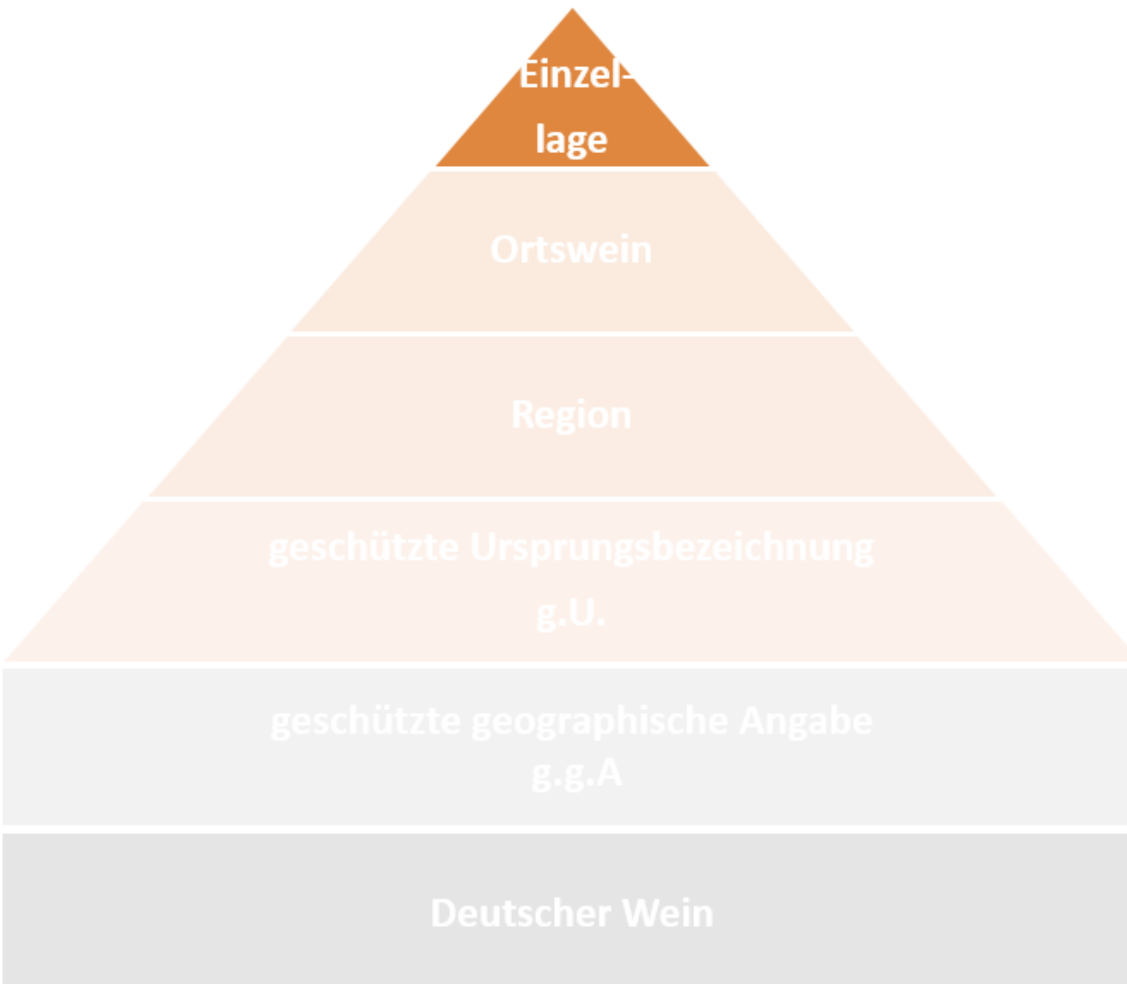 Einzel-
lage
Ortswein
Region
geschützte Ursprungsbezeichnung
g.U.
geschützte geographische Angabe
g.g.A
Deutscher Wein